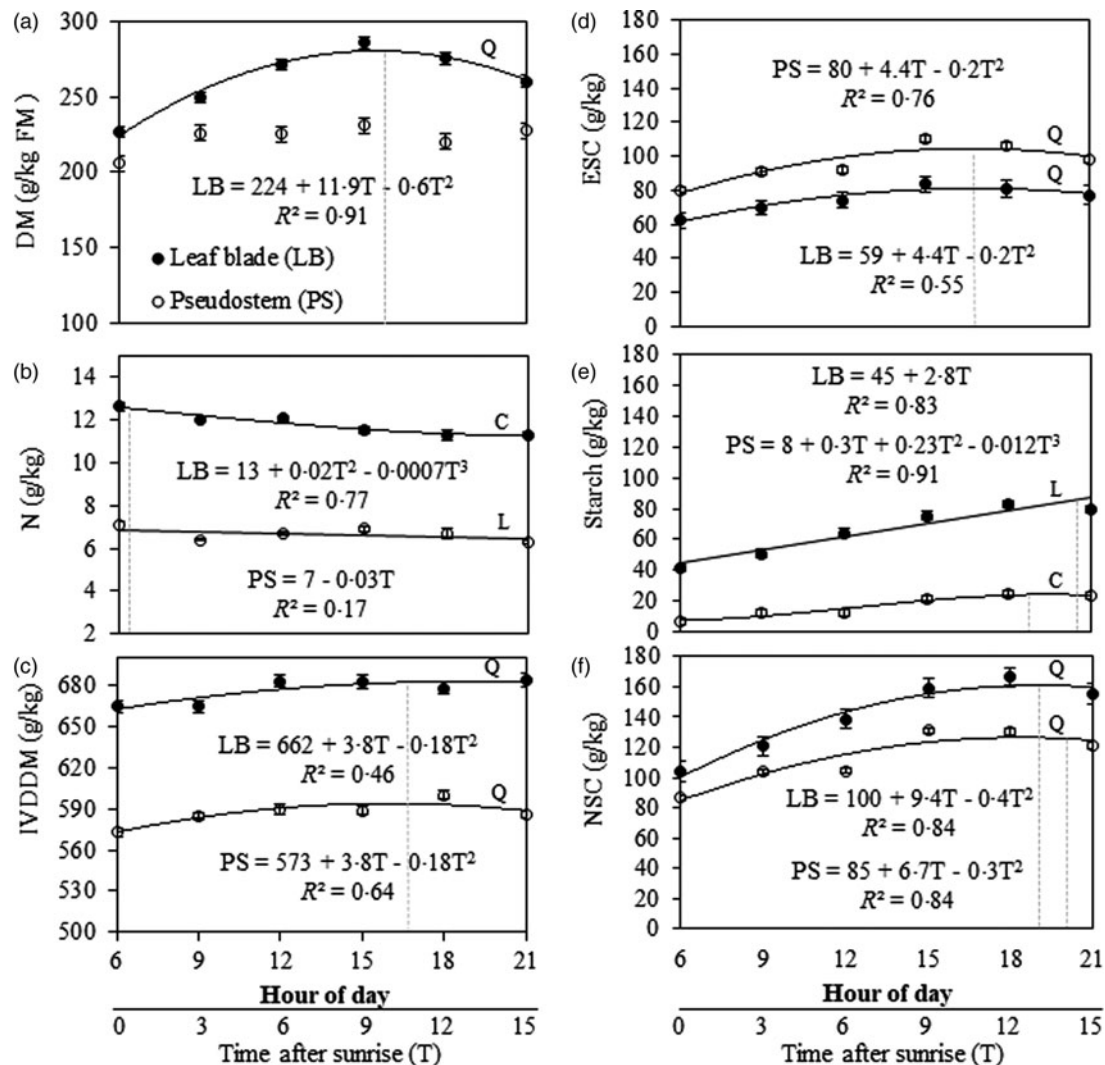 (a)
300
250
200
150
100
DM (g/kg FM )
Q
LB = 224 + 11·9T - 0·6T²
R² = 0·91
Leaf blade (LB)
Pseudostem (PS)
(b)
14
12
10
8
6
4
2
N (g/kg)
C
LB = 13 + 0·02T² - 0·0007T³
R² = 0·77
L
PS = 7 - 0·03T
R² = 0·17
(c)
680
635
590
545
500
IVDDM (g/kg)
Q
LB = 662 + 3·8T - 0·18T²
R² = 0·46
Q
PS = 573 + 3·8T - 0·18T²
R² = 0·64
6 9 12 15 18 21
Hour of day
0 3 6 9 12 15
Time after sunrise (T)
(d)
180
160
140
120
100
80
60
40
20
0
ESC (g/kg)
PS = 80 + 4.4T - 0·2T²
R² = 0·76
Q
Q
LB = 59 + 4·4T - 0·2T²
R² = 0·55
(e)
180
160
140
120
100
80
60
40
20
0
Starch (g/kg)
LB = 45 + 2·8T
R² = 0·83
PS = 8 + 0·3T + 0·23T² - 0·012T³
R² = 0·91
L
C
(f)
180
160
140
120
100
80
60
40
20
0
NSC (g/kg)
Q
Q
LB = 100 + 9·4T - 0·4T²
R² = 0·84
PS = 85 + 6·7T - 0·3T²
R² = 0·84
6 9 12 15 18 21
Hour of day
0 3 6 9 12 15
Time after sunrise (T)